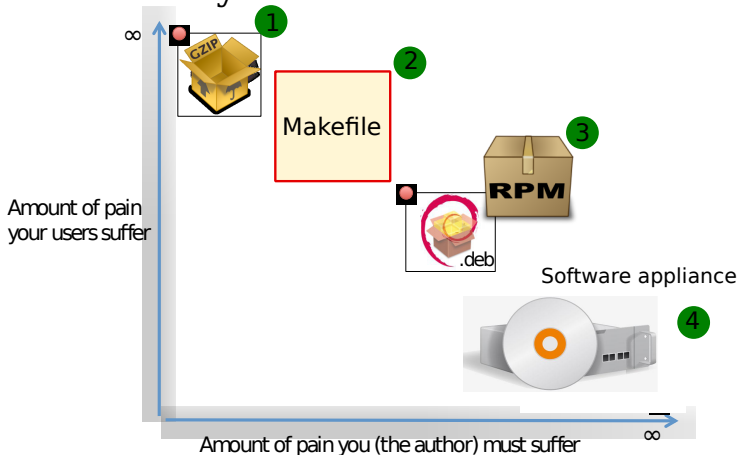 ∞
1
GZIP
2
Makefile
3
RPM
Amount of pain
your users suffer
.deb
Software appliance
4
Amount of pain you (the author) must suffer
∞